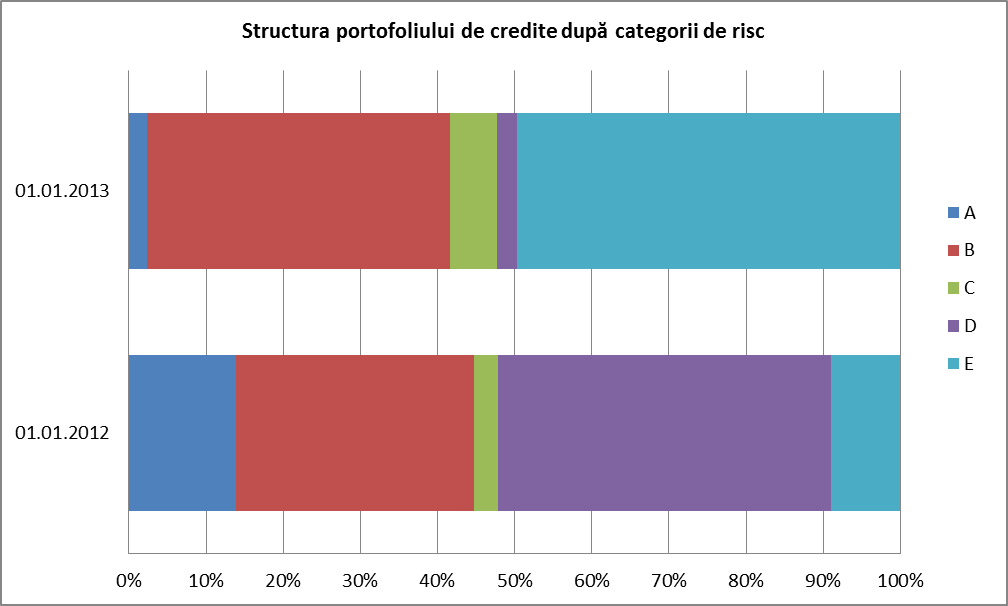 Structura portofoliului de credite după categorii de risc
01.01.2013
01.01.2012
A
B
C
D
E
0% 10% 20% 30% 40% 50% 60% 70% 80% 90% 100%